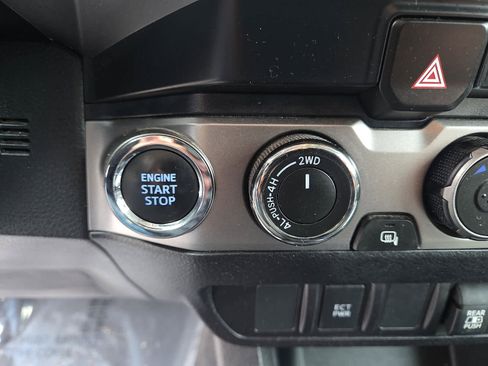 ENGINE
START
STOP
2WD
4L-PUSH-4H
ECT
PWR
REAR
PUSH